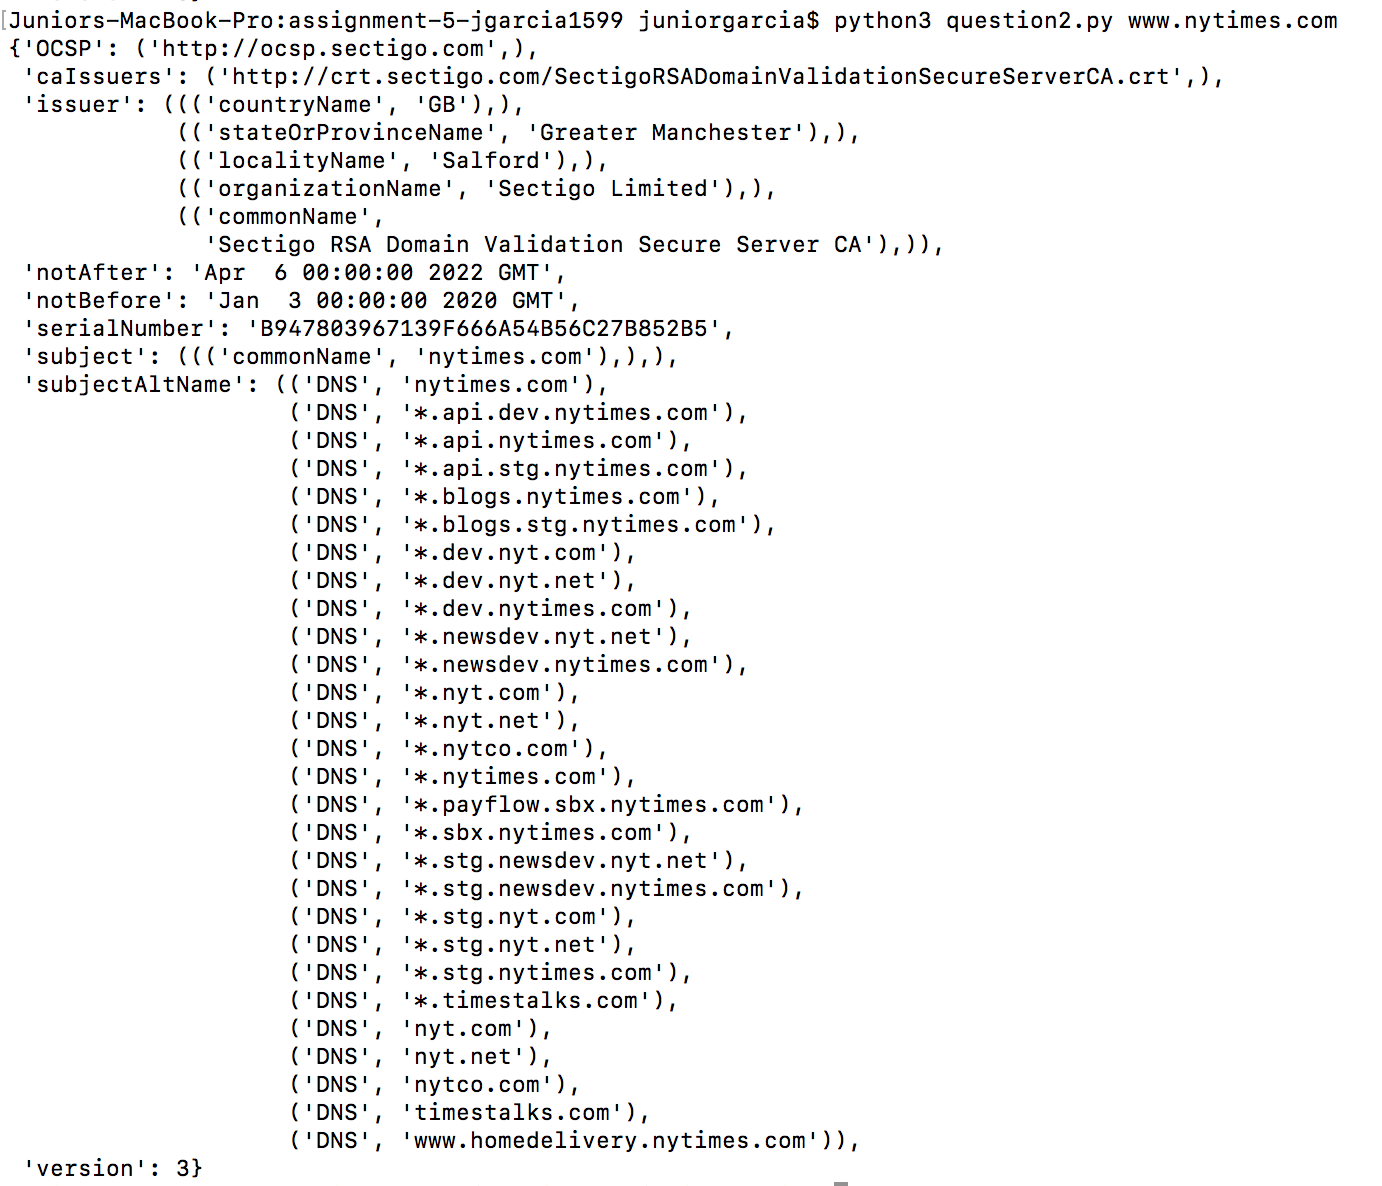 Juniors-MacBook-Pro:assignment-5-jgarcia1599 juniorgarcia$ python3 question2.py www.nytimes.com
{'OCSP': ('http://ocsp.sectigo.com',),
 'caIssuers': ('http://crt.sectigo.com/SectigoRSADomainValidationSecureServerCA.crt',),
 'issuer': ((('countryName', 'GB'),),
            (('stateOrProvinceName', 'Greater Manchester'),),
            (('localityName', 'Salford'),),
            (('organizationName', 'Sectigo Limited'),),
            (('commonName',
              'Sectigo RSA Domain Validation Secure Server CA'),)),
 'notAfter': 'Apr  6 00:00:00 2022 GMT',
 'notBefore': 'Jan  3 00:00:00 2020 GMT',
 'serialNumber': 'B947803967139F666A54B56C27B852B5',
 'subject': ((('commonName', 'nytimes.com'),),),
 'subjectAltName': (('DNS', 'nytimes.com'),
                    ('DNS', '*.api.dev.nytimes.com'),
                    ('DNS', '*.api.nytimes.com'),
                    ('DNS', '*.api.stg.nytimes.com'),
                    ('DNS', '*.blogs.nytimes.com'),
                    ('DNS', '*.blogs.stg.nytimes.com'),
                    ('DNS', '*.dev.nyt.com'),
                    ('DNS', '*.dev.nyt.net'),
                    ('DNS', '*.dev.nytimes.com'),
                    ('DNS', '*.newsdev.nyt.net'),
                    ('DNS', '*.newsdev.nytimes.com'),
                    ('DNS', '*.nyt.com'),
                    ('DNS', '*.nyt.net'),
                    ('DNS', '*.nytco.com'),
                    ('DNS', '*.nytimes.com'),
                    ('DNS', '*.payflow.sbx.nytimes.com'),
                    ('DNS', '*.sbx.nytimes.com'),
                    ('DNS', '*.stg.newsdev.nyt.net'),
                    ('DNS', '*.stg.newsdev.nytimes.com'),
                    ('DNS', '*.stg.nyt.com'),
                    ('DNS', '*.stg.nyt.net'),
                    ('DNS', '*.stg.nytimes.com'),
                    ('DNS', '*.timestalks.com'),
                    ('DNS', 'nyt.com'),
                    ('DNS', 'nyt.net'),
                    ('DNS', 'nytco.com'),
                    ('DNS', 'timestalks.com'),
                    ('DNS', 'www.homedelivery.nytimes.com')),
 'version': 3}